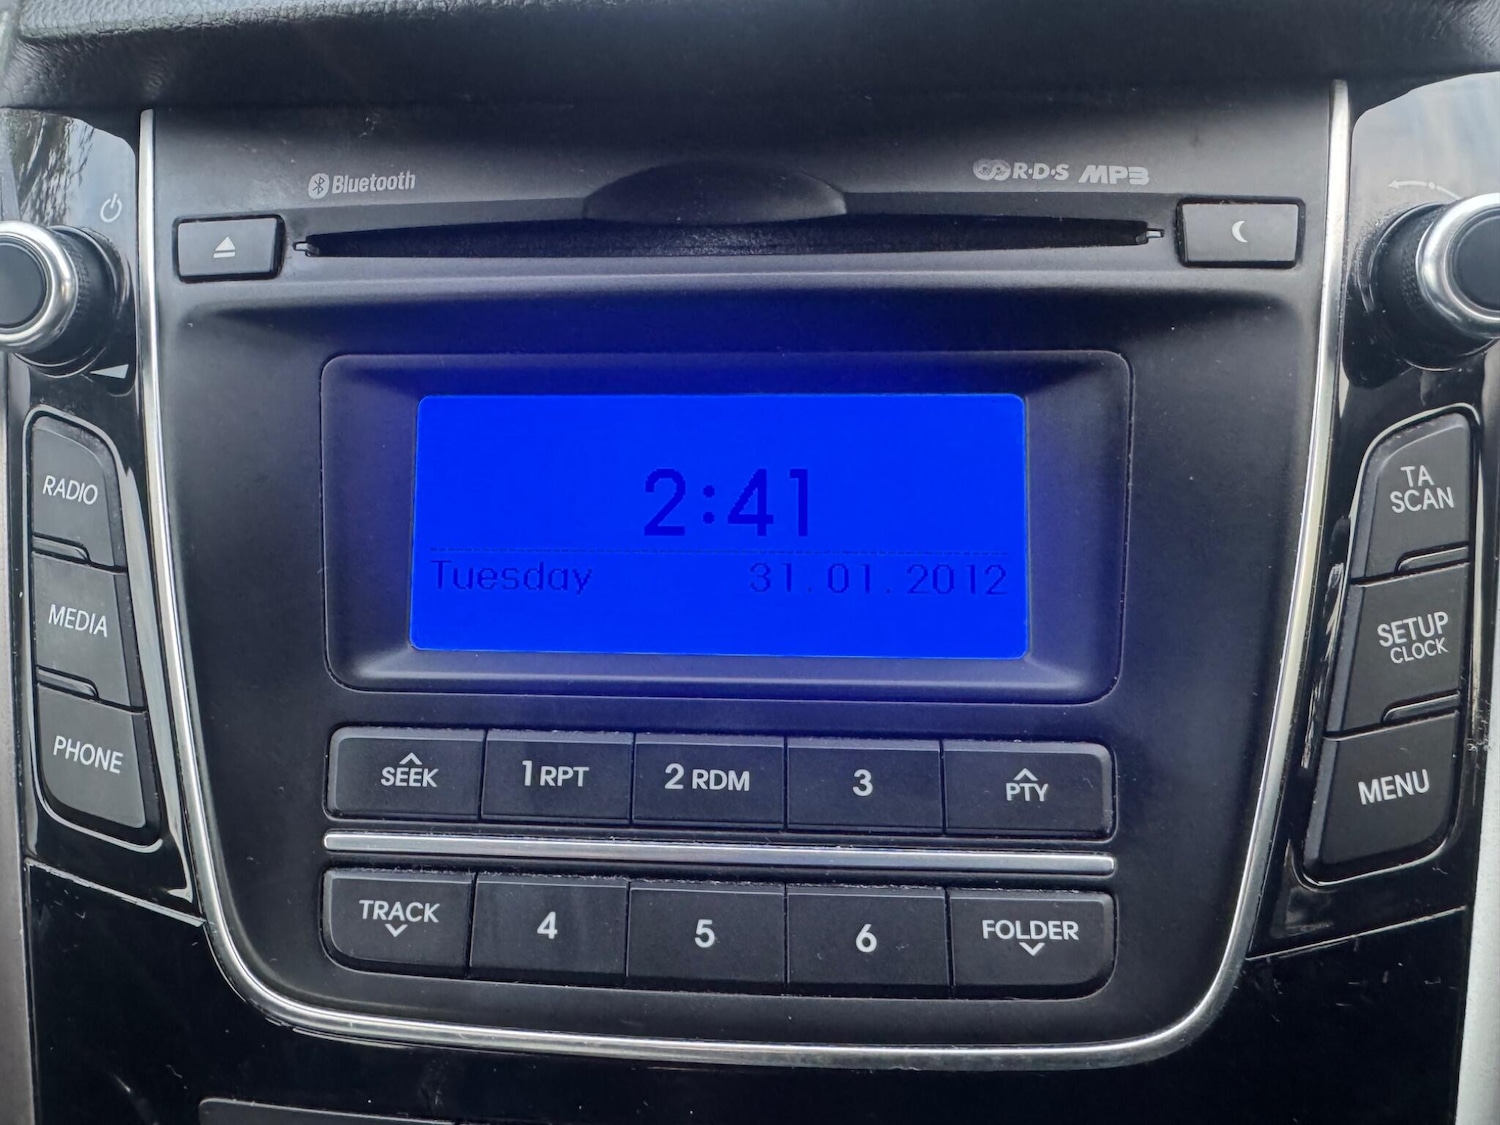 Bluetooth
R·D·S MP3
2:41
Tuesday 31.01.2012
RADIO
MEDIA
PHONE
TA
SCAN
SETUP
CLOCK
MENU
SEEK 1 RPT 2 RDM 3 PTY
TRACK 4 5 6 FOLDER